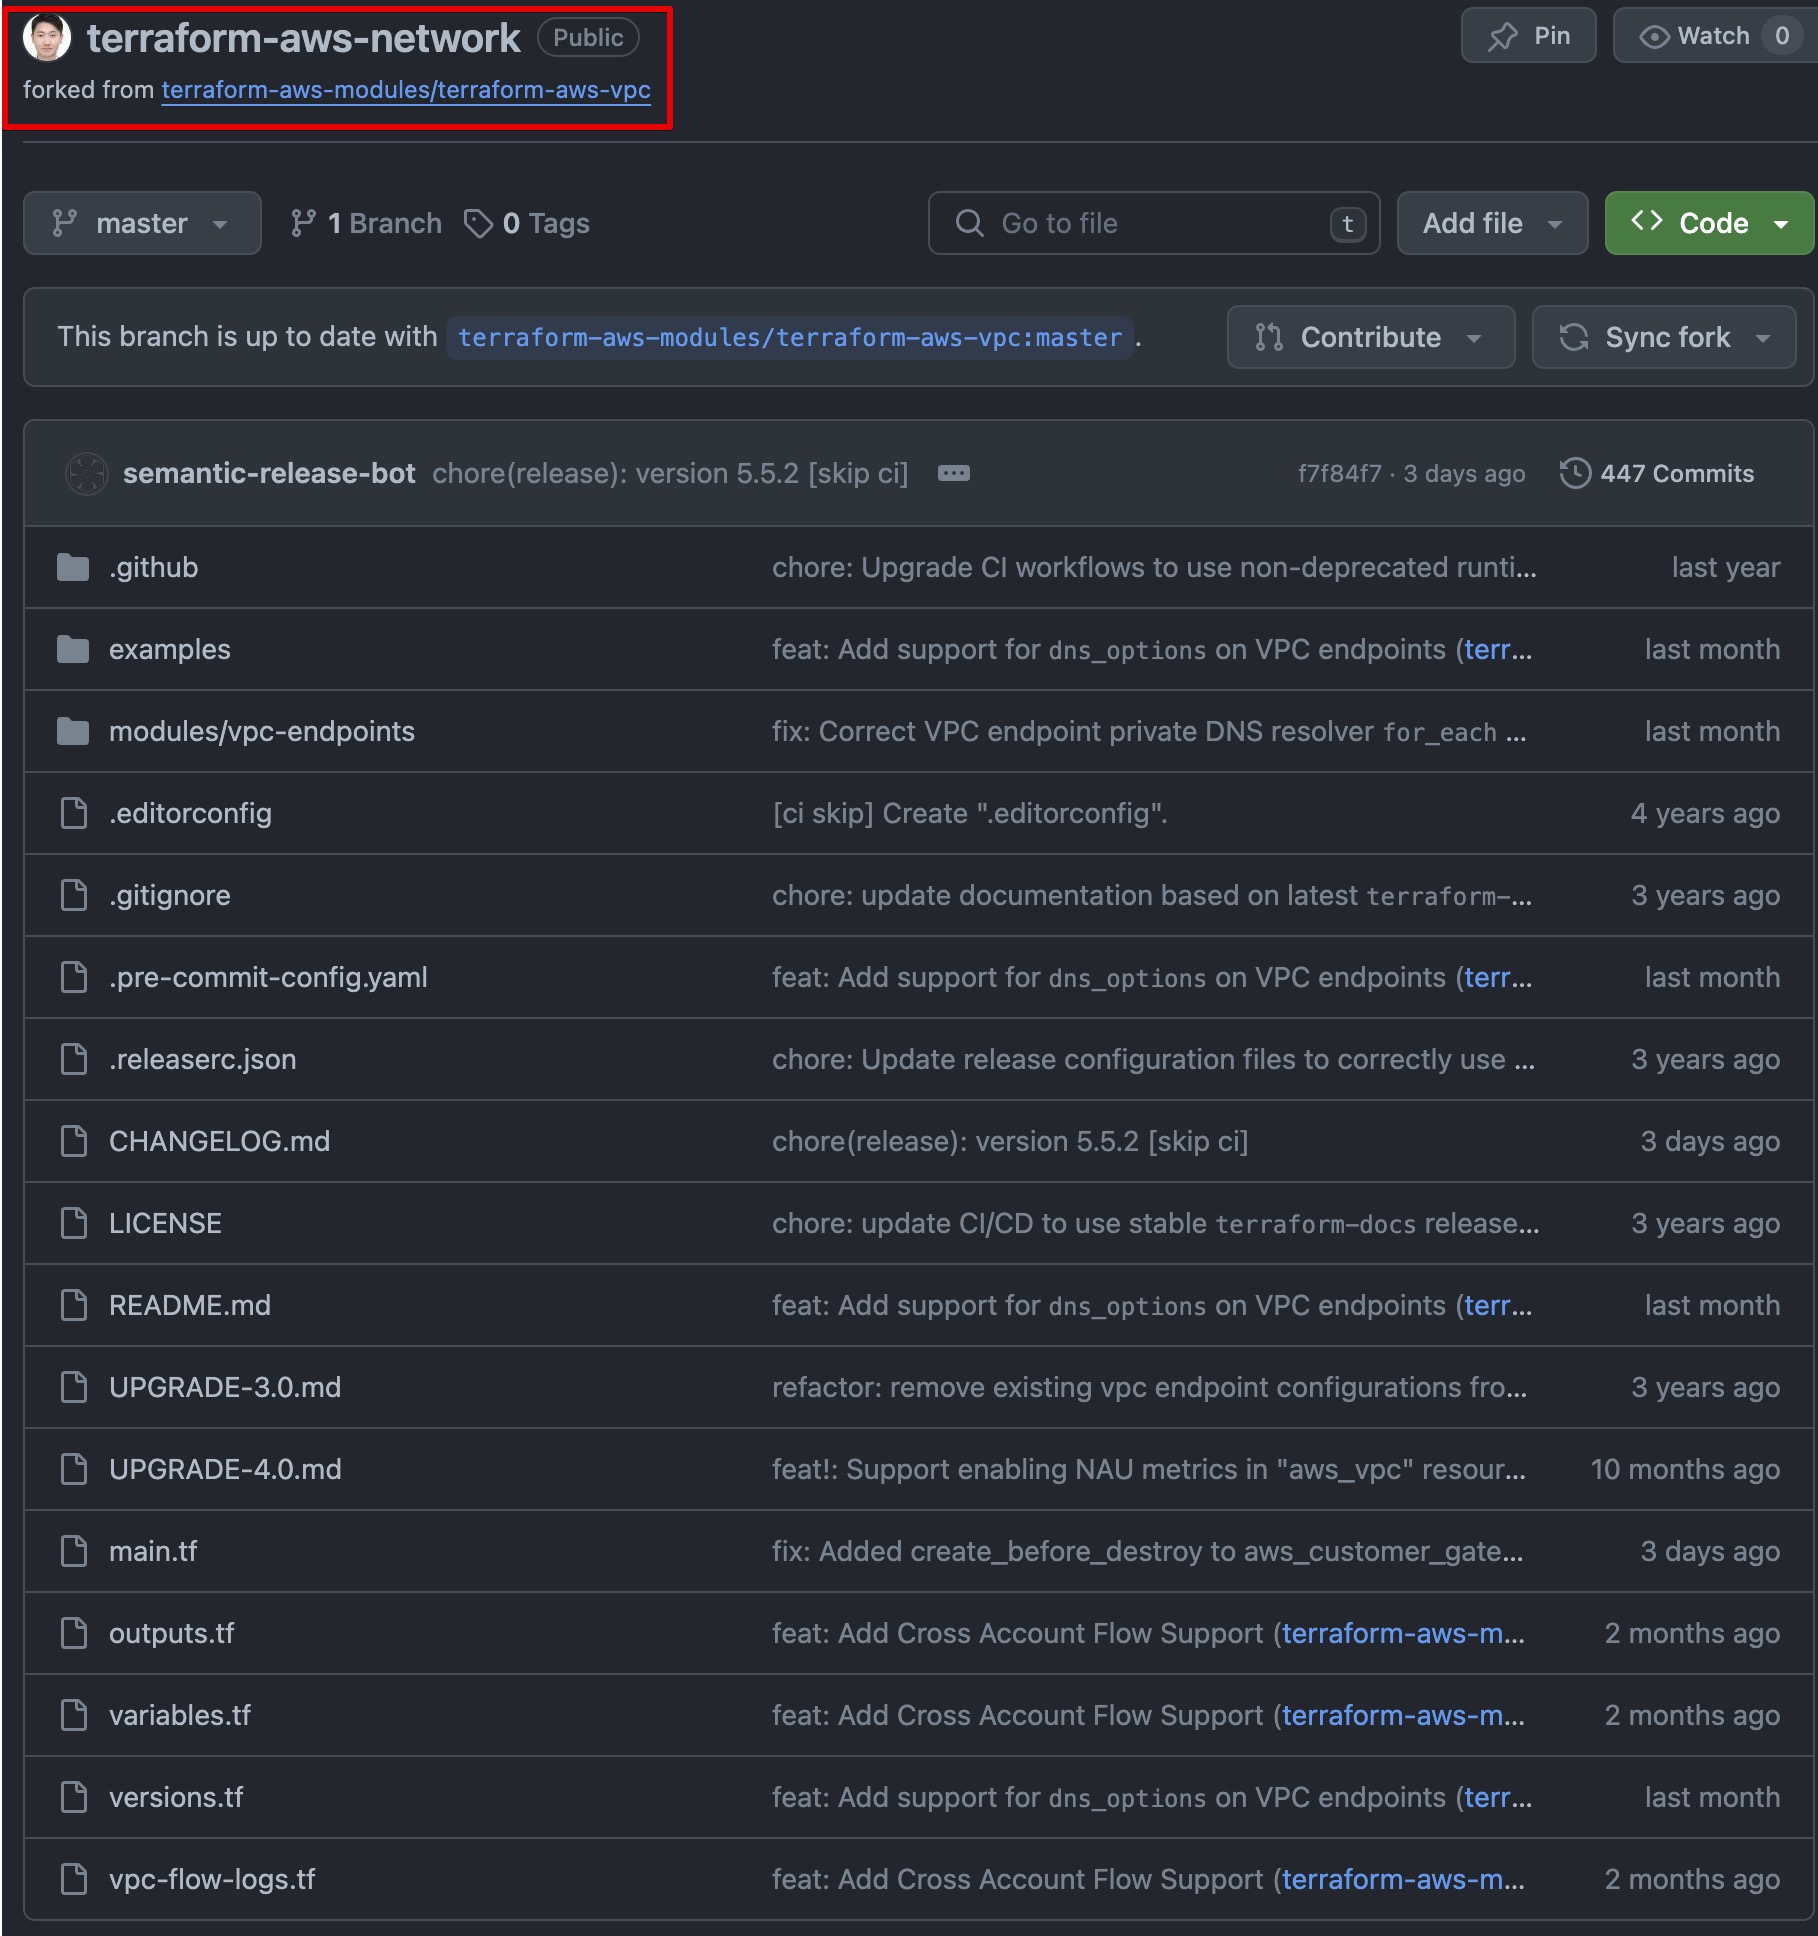 terraform-aws-network Public Pin Watch 0
forked from terraform-aws-modules/terraform-aws-vpc
master 1 Branch 0 Tags Go to file t Add file Code
This branch is up to date with terraform-aws-modules/terraform-aws-vpc:master . Contribute Sync fork
semantic-release-bot chore(release): version 5.5.2 [skip ci] f7f84f7 · 3 days ago 447 Commits
.github chore: Upgrade CI workflows to use non-deprecated runti... last year
examples feat: Add support for dns_options on VPC endpoints (terr... last month
modules/vpc-endpoints fix: Correct VPC endpoint private DNS resolver for_each ... last month
.editorconfig [ci skip] Create ".editorconfig". 4 years ago
.gitignore chore: update documentation based on latest terraform-... 3 years ago
.pre-commit-config.yaml feat: Add support for dns_options on VPC endpoints (terr... last month
.releaserc.json chore: Update release configuration files to correctly use ... 3 years ago
CHANGELOG.md chore(release): version 5.5.2 [skip ci] 3 days ago
LICENSE chore: update CI/CD to use stable terraform-docs release... 3 years ago
README.md feat: Add support for dns_options on VPC endpoints (terr... last month
UPGRADE-3.0.md refactor: remove existing vpc endpoint configurations fro... 3 years ago
UPGRADE-4.0.md feat!: Support enabling NAU metrics in "aws_vpc" resour... 10 months ago
main.tf fix: Added create_before_destroy to aws_customer_gate... 3 days ago
outputs.tf feat: Add Cross Account Flow Support (terraform-aws-m... 2 months ago
variables.tf feat: Add Cross Account Flow Support (terraform-aws-m... 2 months ago
versions.tf feat: Add support for dns_options on VPC endpoints (terr... last month
vpc-flow-logs.tf feat: Add Cross Account Flow Support (terraform-aws-m... 2 months ago